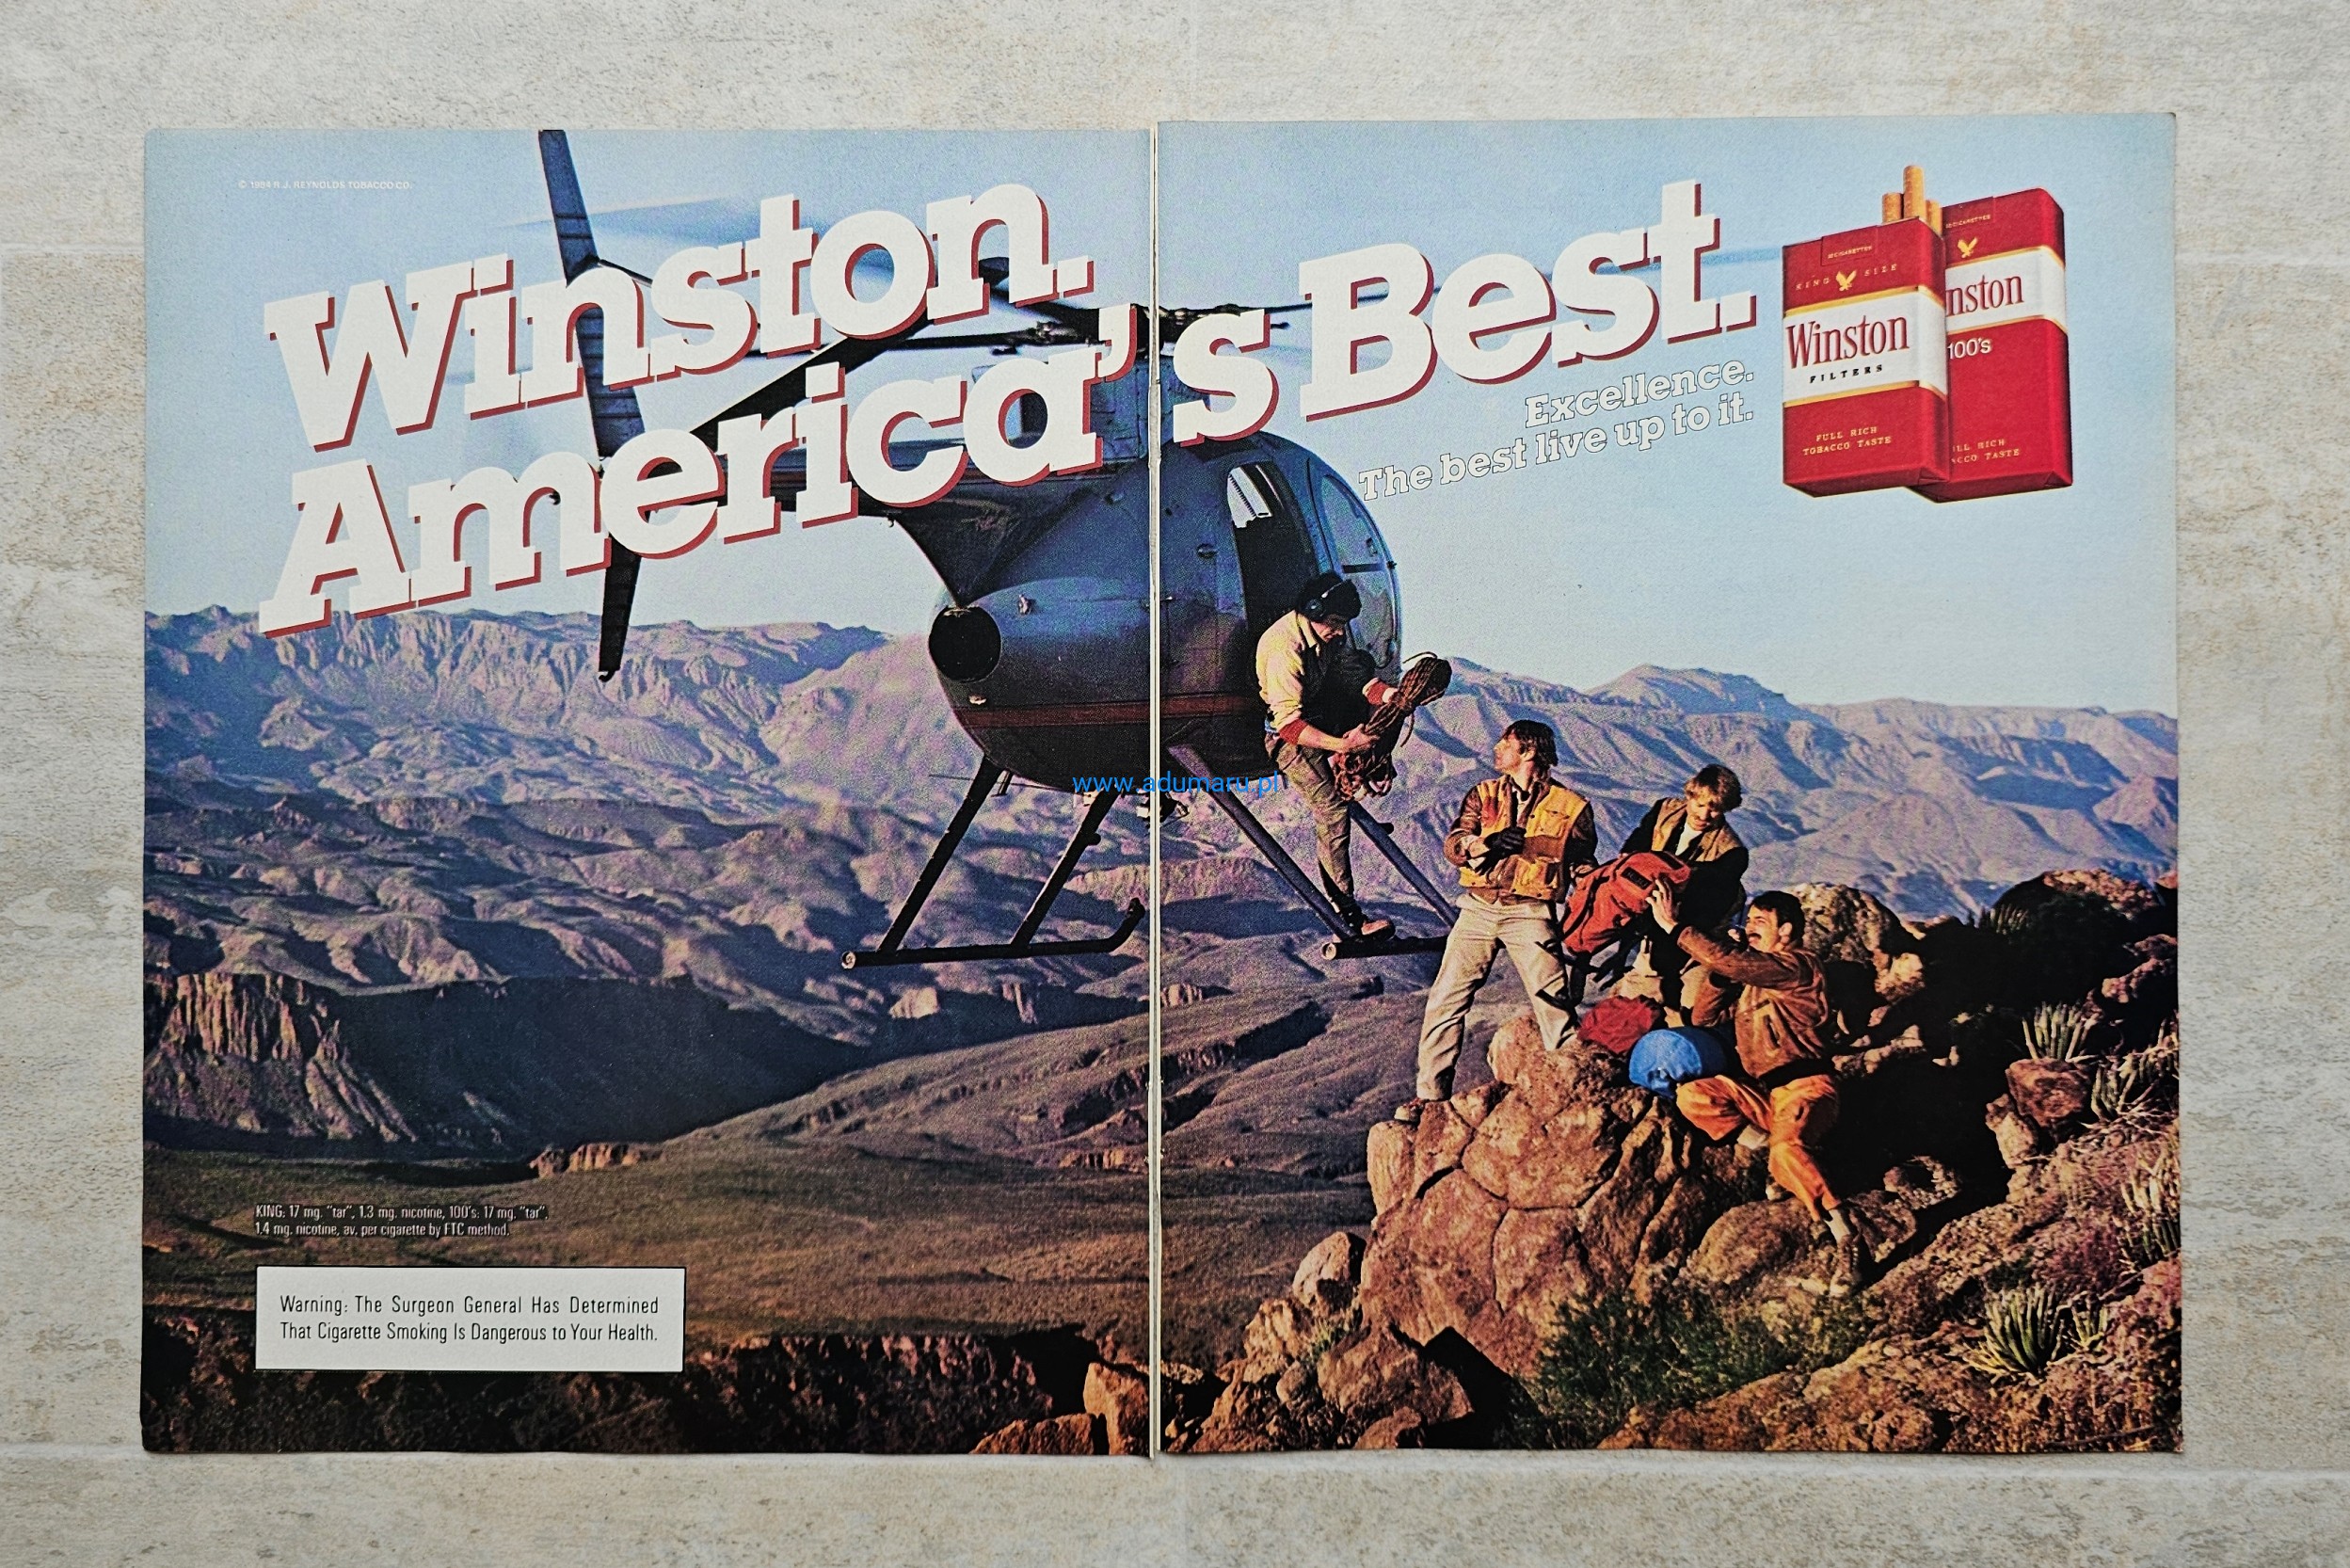 © 1984 R.J. REYNOLDS TOBACCO CO.
Winston.
America's Best.
Excellence.
The best live up to it.
KING SIZE
Winston
FILTERS
FULL RICH
TOBACCO TASTE
nston
100's
LL RICH
CCO TASTE
www.adumaru.pl
KING: 17 mg. "tar", 1.3 mg. nicotine, 100's: 17 mg. "tar",
1.4 mg. nicotine, av. per cigarette by FTC method.
Warning: The Surgeon General Has Determined
That Cigarette Smoking Is Dangerous to Your Health.